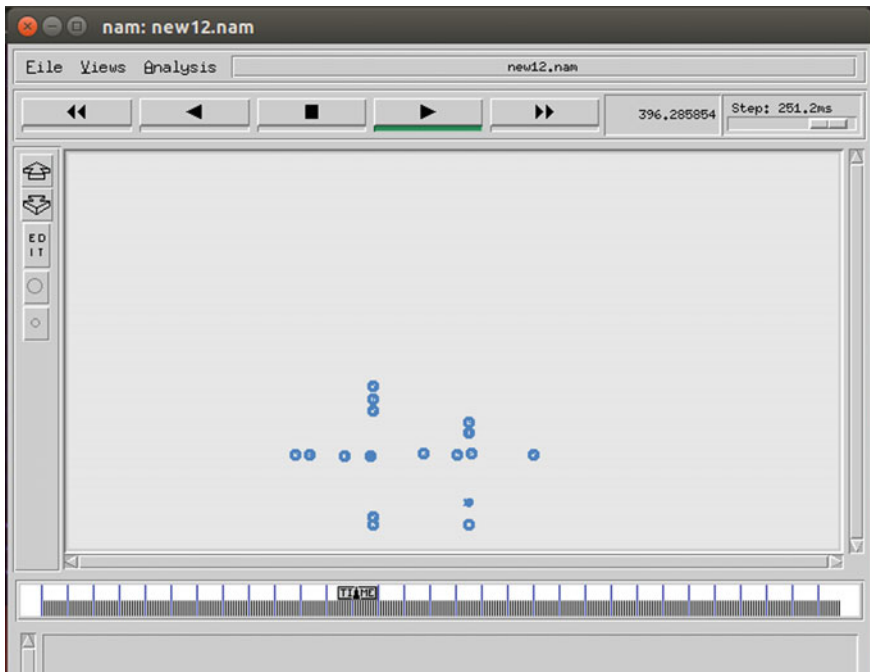 nam: new12.nam
File Views Analysis new12.nam
396.285854 Step: 251.2ms
ED
IT
TIME